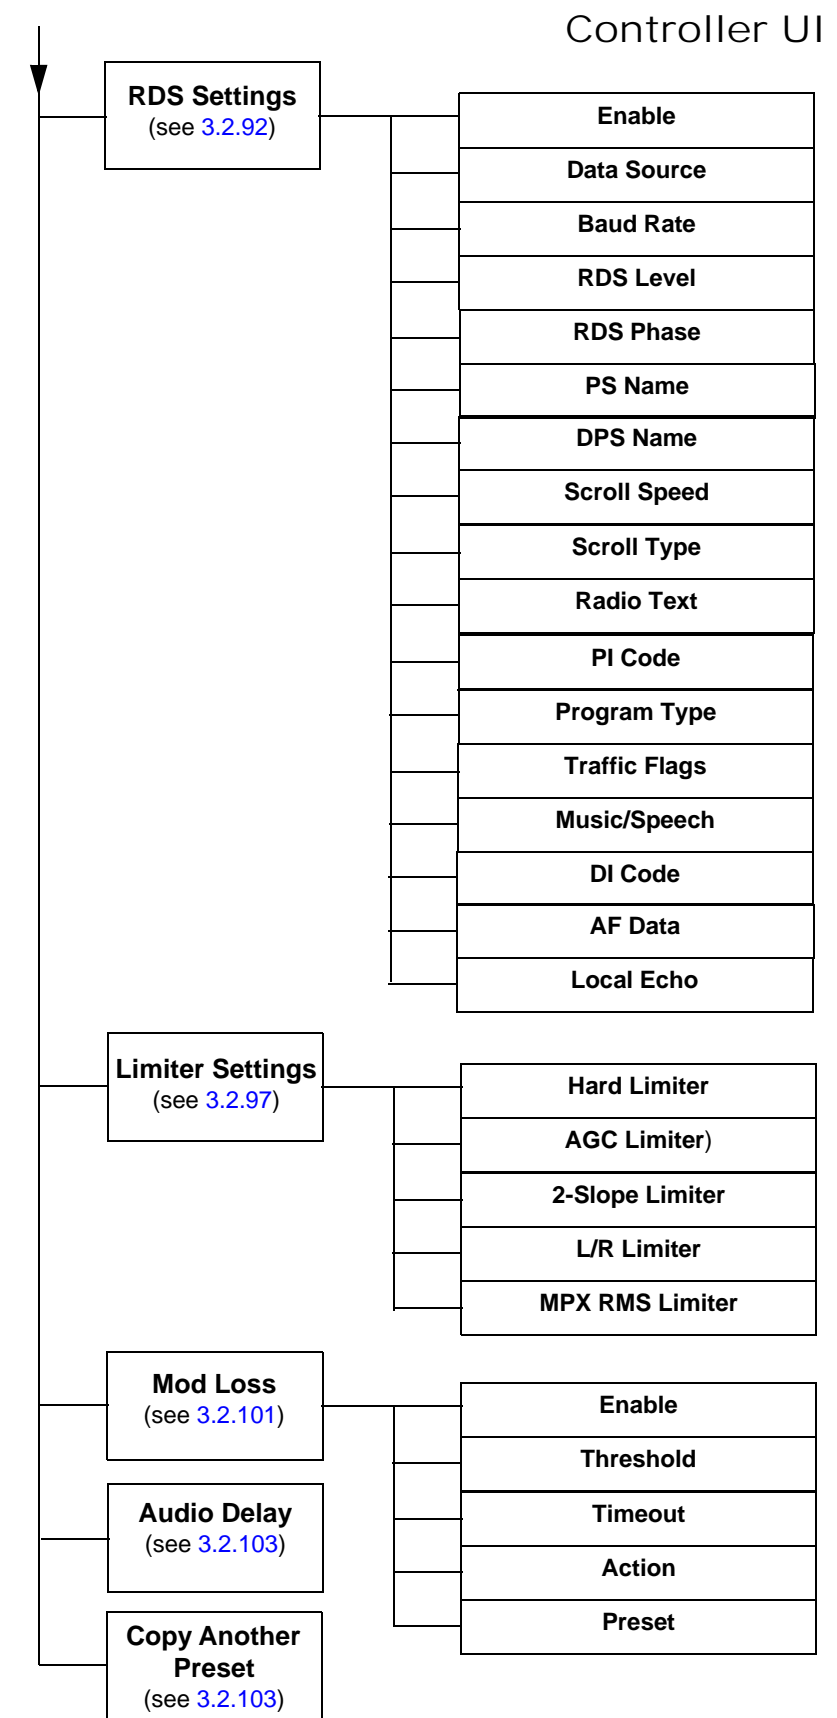 Controller UI
RDS Settings
(see 3.2.92)
Enable
Data Source
Baud Rate
RDS Level
RDS Phase
PS Name
DPS Name
Scroll Speed
Scroll Type
Radio Text
PI Code
Program Type
Traffic Flags
Music/Speech
DI Code
AF Data
Local Echo
Limiter Settings
(see 3.2.97)
Hard Limiter
AGC Limiter)
2-Slope Limiter
L/R Limiter
MPX RMS Limiter
Mod Loss
(see 3.2.101)
Enable
Threshold
Timeout
Action
Preset
Audio Delay
(see 3.2.103)
Copy Another
Preset
(see 3.2.103)